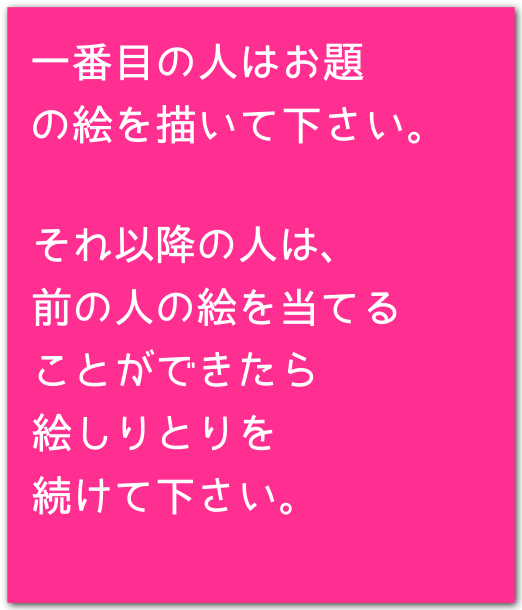 一番目の人はお題
の絵を描いて下さい。
それ以降の人は、
前の人の絵を当てる
ことができたら
絵しりとりを
続けて下さい。